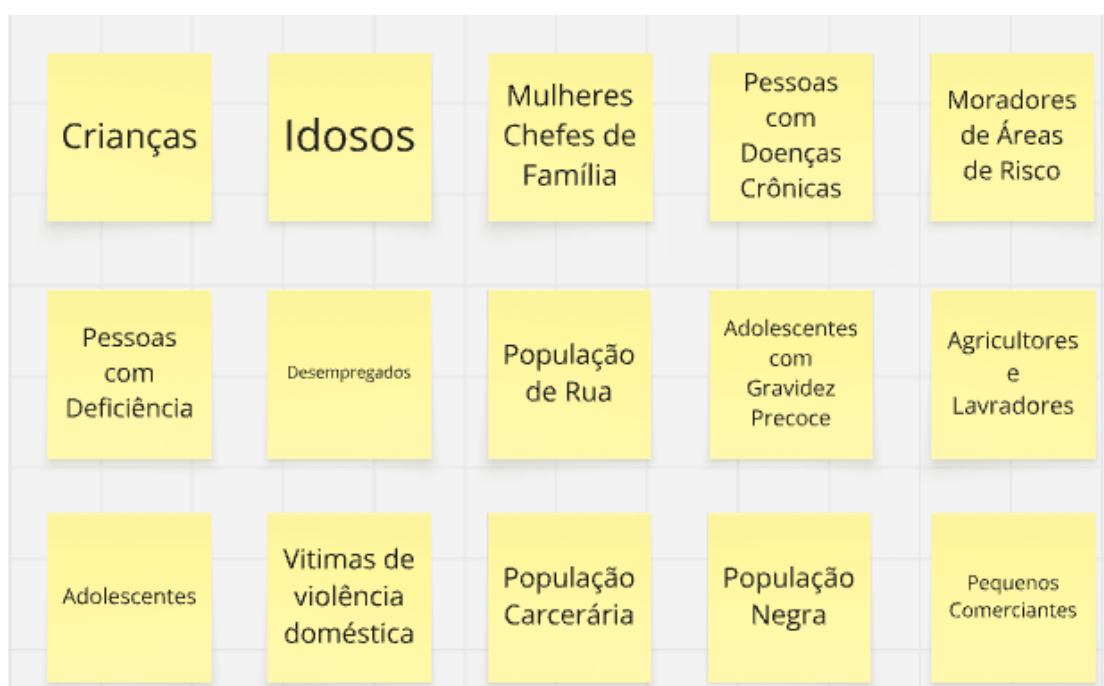 Crianças
Idosos
Mulheres
Chefes de
Família
Pessoas
com
Doenças
Crônicas
Moradores
de Áreas
de Risco
Pessoas
com
Deficiência
Desempregados
População
de Rua
Adolescentes
com
Gravidez
Precoce
Agricultores
e
Lavradores
Adolescentes
Vitimas de
violência
doméstica
População
Carcerária
População
Negra
Pequenos
Comerciantes